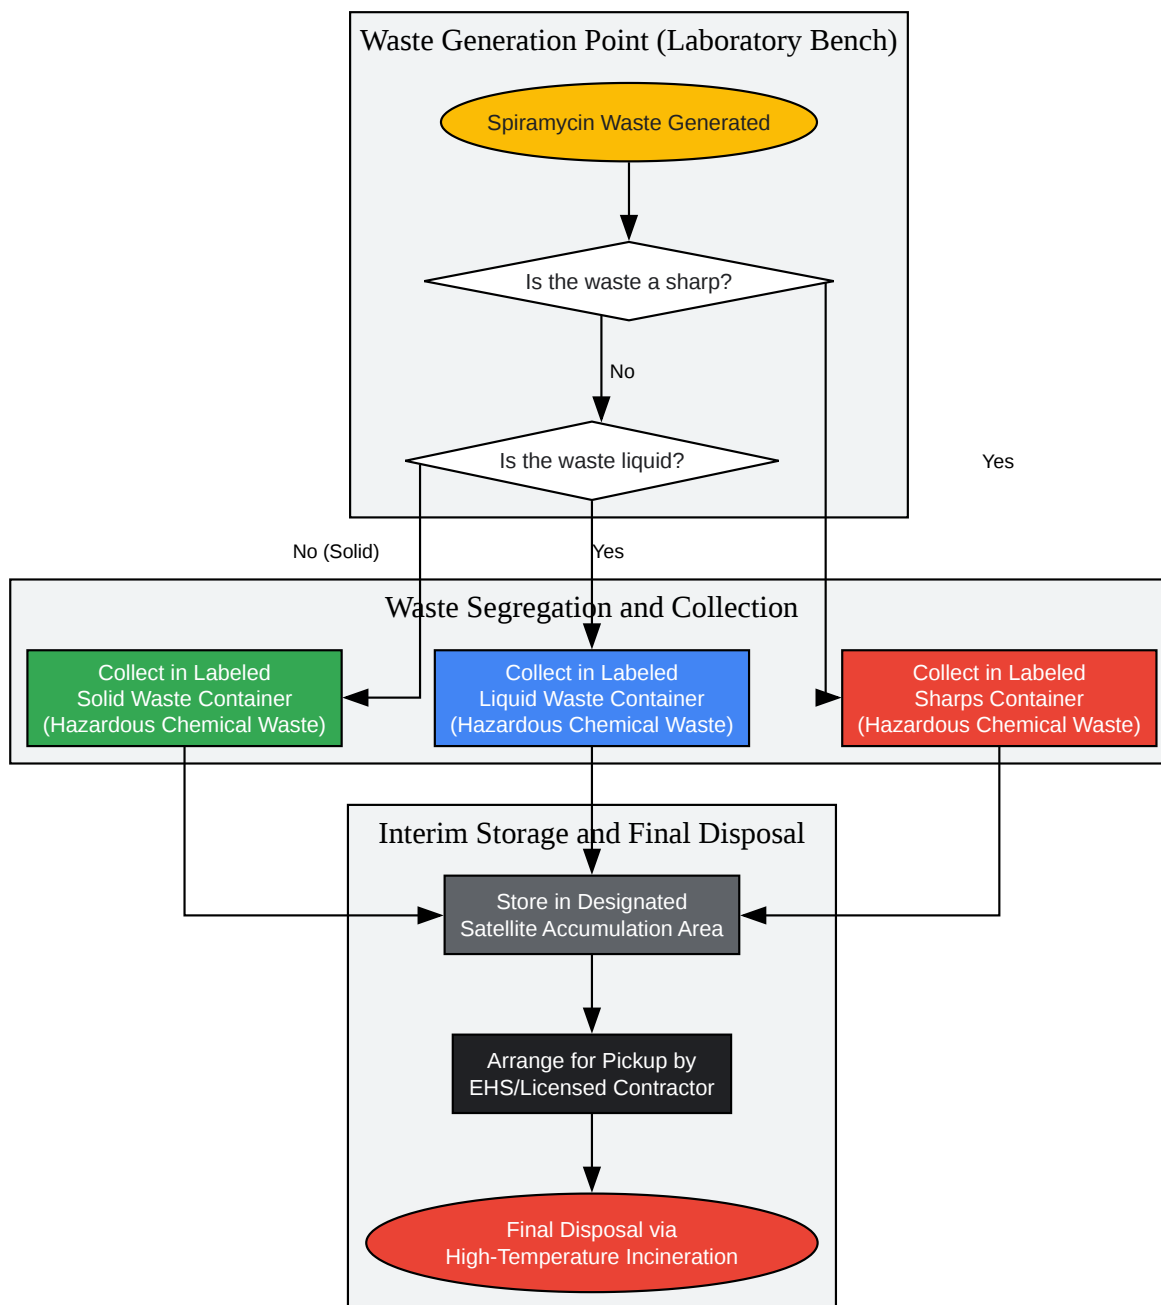 Waste Generation Point (Laboratory Bench)
Spiramycin Waste Generated
Is the waste a sharp?
No
Is the waste liquid?
Yes
No (Solid)
Yes
Waste Segregation and Collection
Collect in Labeled
Solid Waste Container
(Hazardous Chemical Waste)
Collect in Labeled
Liquid Waste Container
(Hazardous Chemical Waste)
Collect in Labeled
Sharps Container
(Hazardous Chemical Waste)
Interim Storage and Final Disposal
Store in Designated
Satellite Accumulation Area
Arrange for Pickup by
EHS/Licensed Contractor
Final Disposal via
High-Temperature Incineration